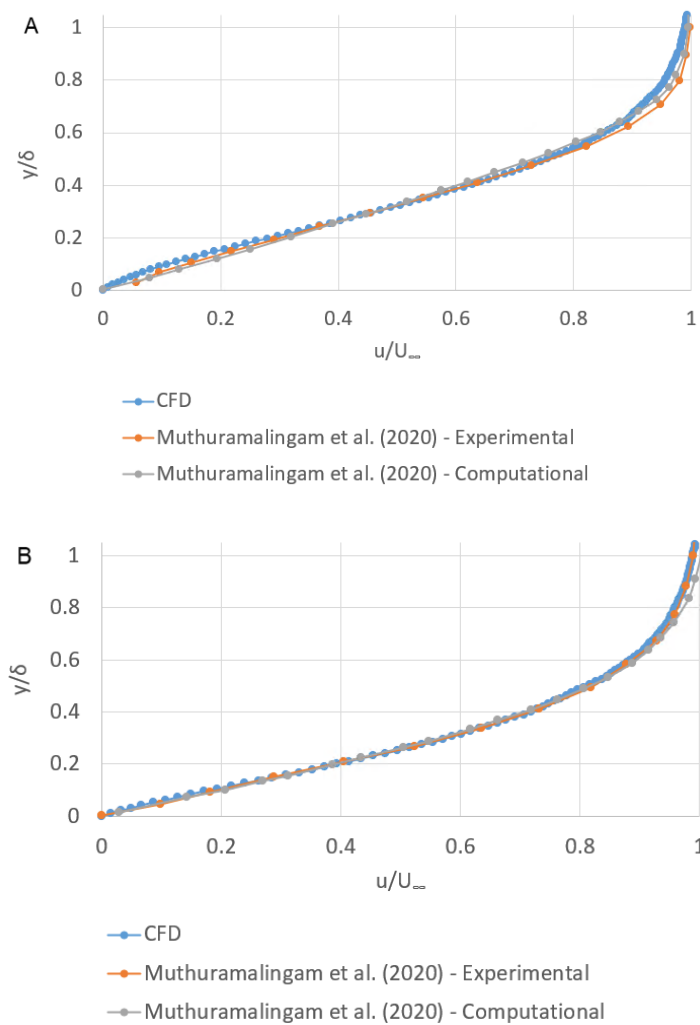 A
1
0.8
0.6
0.4
0.2
0
y/δ
0 0.2 0.4 0.6 0.8 1
u/U∞
CFD
Muthuramalingam et al. (2020) - Experimental
Muthuramalingam et al. (2020) - Computational
B
1
0.8
0.6
0.4
0.2
0
y/δ
0 0.2 0.4 0.6 0.8 1
u/U∞
CFD
Muthuramalingam et al. (2020) - Experimental
Muthuramalingam et al. (2020) - Computational